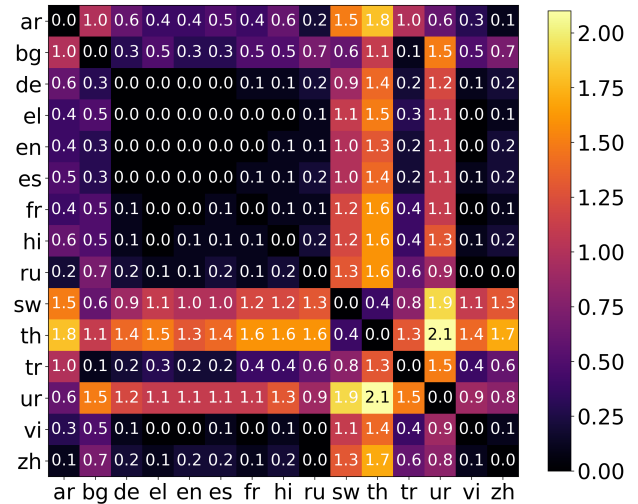 ar 0.0 1.0 0.6 0.4 0.4 0.5 0.4 0.6 0.2 1.5 1.8 1.0 0.6 0.3 0.1
bg 1.0 0.0 0.3 0.5 0.3 0.3 0.5 0.5 0.7 0.6 1.1 0.1 1.5 0.5 0.7
de 0.6 0.3 0.0 0.0 0.0 0.0 0.1 0.1 0.2 0.9 1.4 0.2 1.2 0.1 0.2
el 0.4 0.5 0.0 0.0 0.0 0.0 0.0 0.0 0.1 1.1 1.5 0.3 1.1 0.0 0.1
en 0.4 0.3 0.0 0.0 0.0 0.0 0.0 0.1 0.1 1.0 1.3 0.2 1.1 0.0 0.1
es 0.5 0.3 0.0 0.0 0.0 0.0 0.1 0.1 0.2 1.0 1.4 0.2 1.1 0.1 0.2
fr 0.4 0.5 0.1 0.0 0.0 0.1 0.0 0.1 0.1 1.2 1.6 0.4 1.1 0.0 0.1
hi 0.6 0.5 0.1 0.0 0.1 0.1 0.1 0.0 0.2 1.2 1.6 0.4 1.3 0.1 0.2
ru 0.2 0.7 0.2 0.1 0.1 0.2 0.1 0.2 0.0 1.3 1.6 0.6 0.9 0.0 0.0
sw 1.5 0.6 0.9 1.1 1.0 1.0 1.2 1.2 1.3 0.0 0.4 0.8 1.9 1.1 1.3
th 1.8 1.1 1.4 1.5 1.3 1.4 1.6 1.6 1.6 0.4 0.0 1.3 2.1 1.4 1.7
tr 1.0 0.1 0.2 0.3 0.2 0.2 0.4 0.4 0.6 0.8 1.3 0.0 1.5 0.4 0.6
ur 0.6 1.5 1.2 1.1 1.1 1.1 1.1 1.3 0.9 1.9 2.1 1.5 0.0 0.9 0.8
vi 0.3 0.5 0.1 0.0 0.0 0.1 0.0 0.1 0.0 1.1 1.4 0.4 0.9 0.0 0.1
zh 0.1 0.7 0.2 0.1 0.1 0.2 0.1 0.2 0.0 1.3 1.7 0.6 0.8 0.1 0.0
ar bg de el en es fr hi ru sw th tr ur vi zh
2.00
1.75
1.50
1.25
1.00
0.75
0.50
0.25
0.00